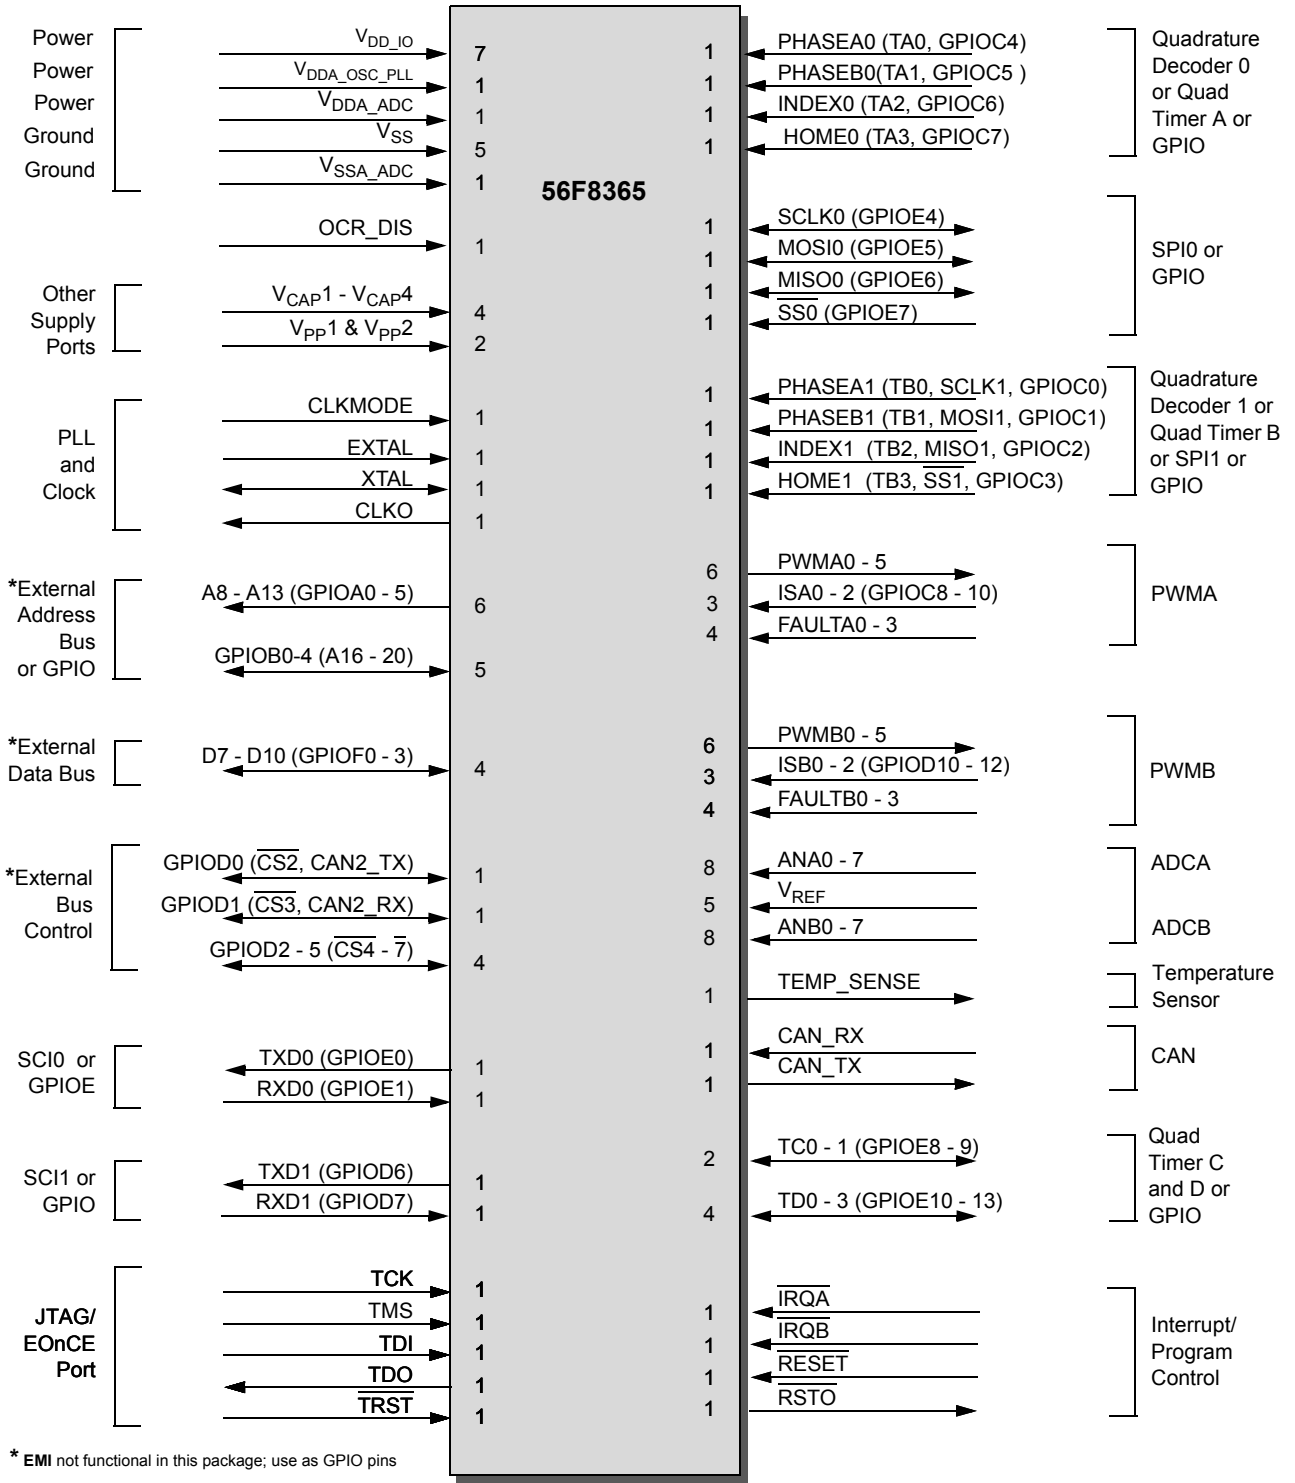 56F8365
Power
Power
Power
Ground
Ground
VDD_IO 7
VDDA_OSC_PLL 1
VDDA_ADC 1
VSS 5
VSSA_ADC 1
OCR_DIS 1
Other
Supply
Ports
VCAP1 - VCAP4 4
VPP1 & VPP2 2
PLL
and
Clock
CLKMODE 1
EXTAL 1
XTAL 1
CLKO 1
*External
Address
Bus
or GPIO
A8 - A13 (GPIOA0 - 5) 6
GPIOB0-4 (A16 - 20) 5
*External
Data Bus
D7 - D10 (GPIOF0 - 3) 4
*External
Bus
Control
GPIOD0 (CS2, CAN2_TX) 1
GPIOD1 (CS3, CAN2_RX) 1
GPIOD2 - 5 (CS4 - 7) 4
SCI0 or
GPIOE
TXD0 (GPIOE0) 1
RXD0 (GPIOE1) 1
SCI1 or
GPIO
TXD1 (GPIOD6) 1
RXD1 (GPIOD7) 1
JTAG/
EOnCE
Port
TCK 1
TMS 1
TDI 1
TDO 1
TRST 1
1 PHASEA0 (TA0, GPIOC4)
1 PHASEB0(TA1, GPIOC5 )
1 INDEX0 (TA2, GPIOC6)
1 HOME0 (TA3, GPIOC7)
Quadrature
Decoder 0
or Quad
Timer A or
GPIO
1 SCLK0 (GPIOE4)
1 MOSI0 (GPIOE5)
1 MISO0 (GPIOE6)
1 SS0 (GPIOE7)
SPI0 or
GPIO
1 PHASEA1 (TB0, SCLK1, GPIOC0)
1 PHASEB1 (TB1, MOSI1, GPIOC1)
1 INDEX1 (TB2, MISO1, GPIOC2)
1 HOME1 (TB3, SS1, GPIOC3)
Quadrature
Decoder 1 or
Quad Timer B
or SPI1 or
GPIO
6 PWMA0 - 5
3 ISA0 - 2 (GPIOC8 - 10)
4 FAULTA0 - 3
PWMA
6 PWMB0 - 5
3 ISB0 - 2 (GPIOD10 - 12)
4 FAULTB0 - 3
PWMB
8 ANA0 - 7
5 VREF
8 ANB0 - 7
ADCA
ADCB
1 TEMP_SENSE
Temperature
Sensor
1 CAN_RX
1 CAN_TX
CAN
2 TC0 - 1 (GPIOE8 - 9)
4 TD0 - 3 (GPIOE10 - 13)
Quad
Timer C
and D or
GPIO
1 IRQA
1 IRQB
1 RESET
1 RSTO
Interrupt/
Program
Control
* EMI not functional in this package; use as GPIO pins